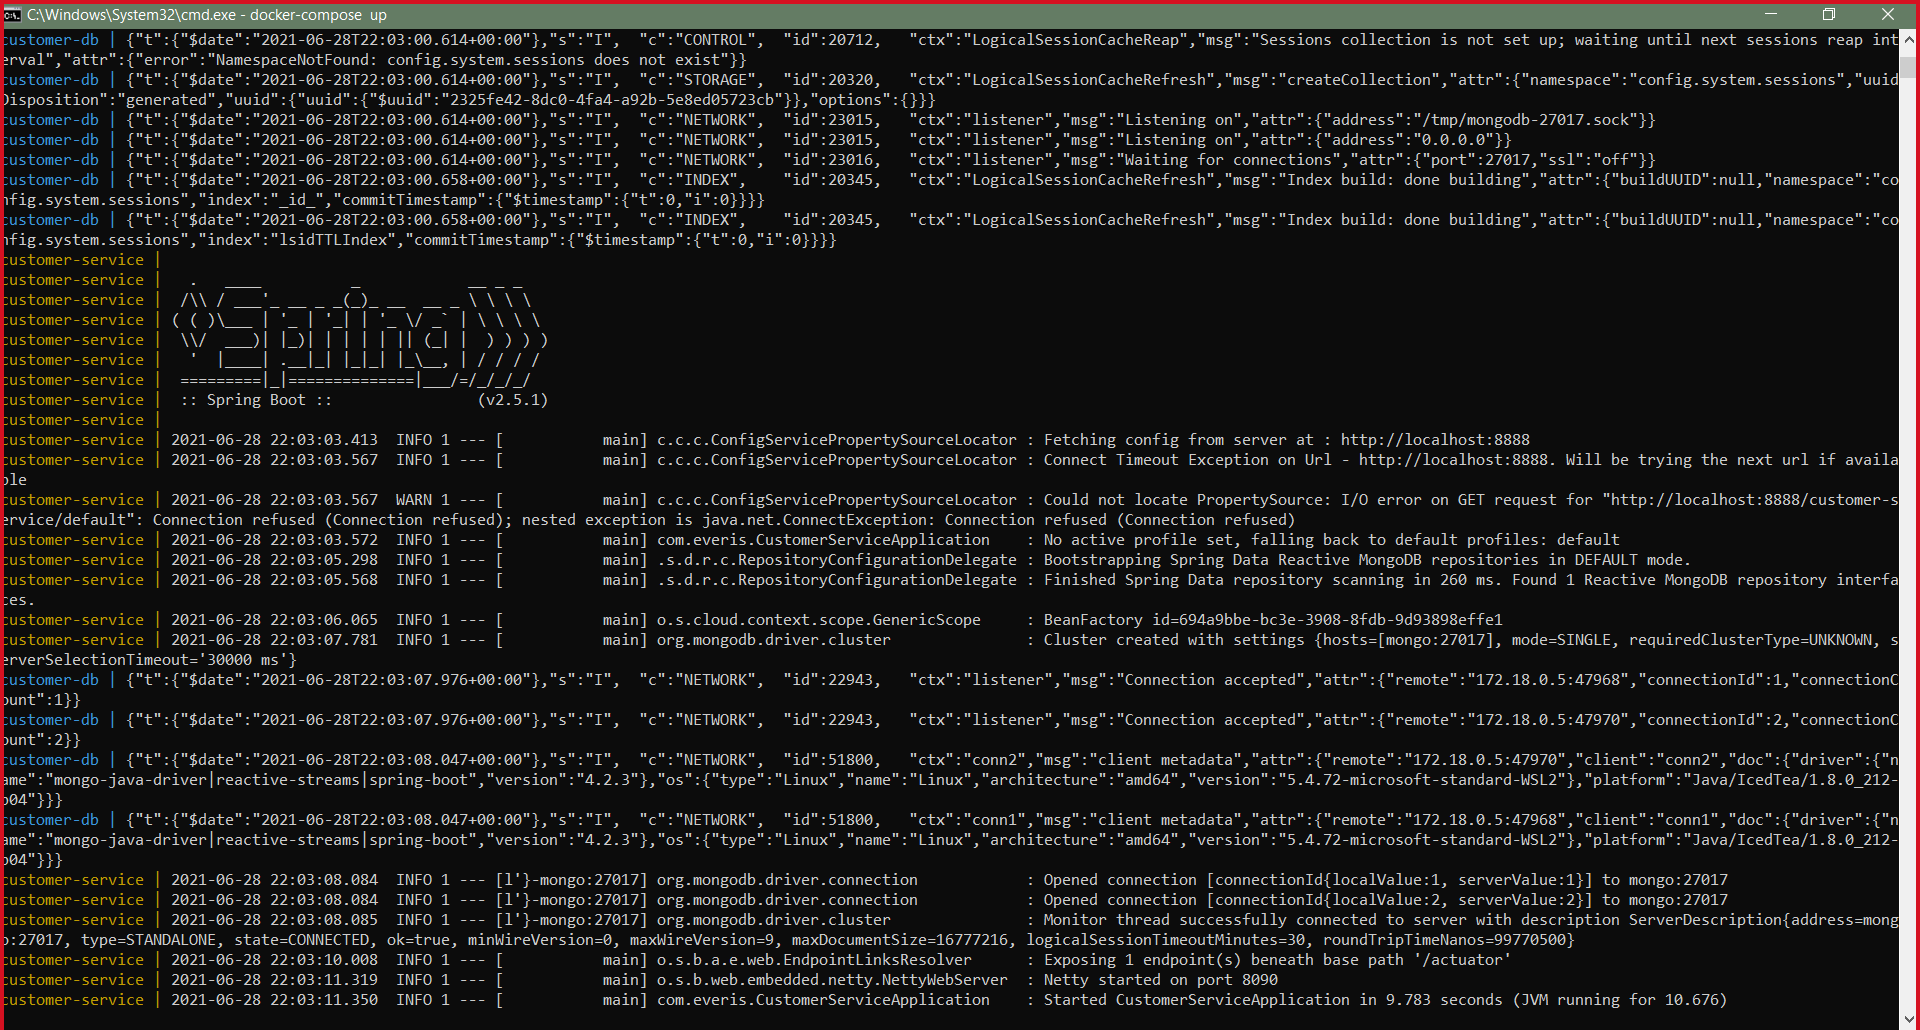 C:\Windows\System32\cmd.exe - docker-compose  up
customer-db | {"t":{"$date":"2021-06-28T22:03:00.614+00:00"},"s":"I",  "c":"CONTROL",  "id":20712,   "ctx":"LogicalSessionCacheReap","msg":"Sessions collection is not set up; waiting until next sessions reap int
erval","attr":{"error":"NamespaceNotFound: config.system.sessions does not exist"}}
customer-db | {"t":{"$date":"2021-06-28T22:03:00.614+00:00"},"s":"I",  "c":"STORAGE",  "id":20320,   "ctx":"LogicalSessionCacheRefresh","msg":"createCollection","attr":{"namespace":"config.system.sessions","uuid
Disposition":"generated","uuid":{"uuid":{"$uuid":"2325fe42-8dc0-4fa4-a92b-5e8ed05723cb"}},"options":{}}}
customer-db | {"t":{"$date":"2021-06-28T22:03:00.614+00:00"},"s":"I",  "c":"NETWORK",  "id":23015,   "ctx":"listener","msg":"Listening on","attr":{"address":"/tmp/mongodb-27017.sock"}}
customer-db | {"t":{"$date":"2021-06-28T22:03:00.614+00:00"},"s":"I",  "c":"NETWORK",  "id":23015,   "ctx":"listener","msg":"Listening on","attr":{"address":"0.0.0.0"}}
customer-db | {"t":{"$date":"2021-06-28T22:03:00.614+00:00"},"s":"I",  "c":"NETWORK",  "id":23016,   "ctx":"listener","msg":"Waiting for connections","attr":{"port":27017,"ssl":"off"}}
customer-db | {"t":{"$date":"2021-06-28T22:03:00.658+00:00"},"s":"I",  "c":"INDEX",    "id":20345,   "ctx":"LogicalSessionCacheRefresh","msg":"Index build: done building","attr":{"buildUUID":null,"namespace":"co
nfig.system.sessions","index":"_id_","commitTimestamp":{"$timestamp":{"t":0,"i":0}}}}
customer-db | {"t":{"$date":"2021-06-28T22:03:00.658+00:00"},"s":"I",  "c":"INDEX",    "id":20345,   "ctx":"LogicalSessionCacheRefresh","msg":"Index build: done building","attr":{"buildUUID":null,"namespace":"co
nfig.system.sessions","index":"lsidTTLIndex","commitTimestamp":{"$timestamp":{"t":0,"i":0}}}}
customer-service |
customer-service |   .   ____          _            __ _ _
customer-service |  /\\ / ___'_ __ _ _(_)_ __  __ _ \ \ \ \
customer-service | ( ( )\___ | '_ | '_| | '_ \/ _` | \ \ \ \
customer-service |  \\/  ___)| |_)| | | | | || (_| |  ) ) ) )
customer-service |   '  |____| .__|_| |_|_| |_\__, | / / / /
customer-service |  =========|_|==============|___/=/_/_/_/
customer-service |  :: Spring Boot ::                (v2.5.1)
customer-service |
customer-service | 2021-06-28 22:03:03.413  INFO 1 --- [           main] c.c.c.ConfigServicePropertySourceLocator : Fetching config from server at : http://localhost:8888
customer-service | 2021-06-28 22:03:03.567  INFO 1 --- [           main] c.c.c.ConfigServicePropertySourceLocator : Connect Timeout Exception on Url - http://localhost:8888. Will be trying the next url if availa
ble
customer-service | 2021-06-28 22:03:03.567  WARN 1 --- [           main] c.c.c.ConfigServicePropertySourceLocator : Could not locate PropertySource: I/O error on GET request for "http://localhost:8888/customer-s
ervice/default": Connection refused (Connection refused); nested exception is java.net.ConnectException: Connection refused (Connection refused)
customer-service | 2021-06-28 22:03:03.572  INFO 1 --- [           main] com.everis.CustomerServiceApplication    : No active profile set, falling back to default profiles: default
customer-service | 2021-06-28 22:03:05.298  INFO 1 --- [           main] .s.d.r.c.RepositoryConfigurationDelegate : Bootstrapping Spring Data Reactive MongoDB repositories in DEFAULT mode.
customer-service | 2021-06-28 22:03:05.568  INFO 1 --- [           main] .s.d.r.c.RepositoryConfigurationDelegate : Finished Spring Data repository scanning in 260 ms. Found 1 Reactive MongoDB repository interfa
ces.
customer-service | 2021-06-28 22:03:06.065  INFO 1 --- [           main] o.s.cloud.context.scope.GenericScope     : BeanFactory id=694a9bbe-bc3e-3908-8fdb-9d93898effe1
customer-service | 2021-06-28 22:03:07.781  INFO 1 --- [           main] org.mongodb.driver.cluster               : Cluster created with settings {hosts=[mongo:27017], mode=SINGLE, requiredClusterType=UNKNOWN, s
erverSelectionTimeout='30000 ms'}
customer-db | {"t":{"$date":"2021-06-28T22:03:07.976+00:00"},"s":"I",  "c":"NETWORK",  "id":22943,   "ctx":"listener","msg":"Connection accepted","attr":{"remote":"172.18.0.5:47968","connectionId":1,"connectionC
ount":1}}
customer-db | {"t":{"$date":"2021-06-28T22:03:07.976+00:00"},"s":"I",  "c":"NETWORK",  "id":22943,   "ctx":"listener","msg":"Connection accepted","attr":{"remote":"172.18.0.5:47970","connectionId":2,"connectionC
ount":2}}
customer-db | {"t":{"$date":"2021-06-28T22:03:08.047+00:00"},"s":"I",  "c":"NETWORK",  "id":51800,   "ctx":"conn2","msg":"client metadata","attr":{"remote":"172.18.0.5:47970","client":"conn2","doc":{"driver":{"n
ame":"mongo-java-driver|reactive-streams|spring-boot","version":"4.2.3"},"os":{"type":"Linux","name":"Linux","architecture":"amd64","version":"5.4.72-microsoft-standard-WSL2"},"platform":"Java/IcedTea/1.8.0_212-
b04"}}}
customer-db | {"t":{"$date":"2021-06-28T22:03:08.047+00:00"},"s":"I",  "c":"NETWORK",  "id":51800,   "ctx":"conn1","msg":"client metadata","attr":{"remote":"172.18.0.5:47968","client":"conn1","doc":{"driver":{"n
ame":"mongo-java-driver|reactive-streams|spring-boot","version":"4.2.3"},"os":{"type":"Linux","name":"Linux","architecture":"amd64","version":"5.4.72-microsoft-standard-WSL2"},"platform":"Java/IcedTea/1.8.0_212-
b04"}}}
customer-service | 2021-06-28 22:03:08.084  INFO 1 --- [l'}-mongo:27017] org.mongodb.driver.connection            : Opened connection [connectionId{localValue:1, serverValue:1}] to mongo:27017
customer-service | 2021-06-28 22:03:08.084  INFO 1 --- [l'}-mongo:27017] org.mongodb.driver.connection            : Opened connection [connectionId{localValue:2, serverValue:2}] to mongo:27017
customer-service | 2021-06-28 22:03:08.085  INFO 1 --- [l'}-mongo:27017] org.mongodb.driver.cluster               : Monitor thread successfully connected to server with description ServerDescription{address=mong
o:27017, type=STANDALONE, state=CONNECTED, ok=true, minWireVersion=0, maxWireVersion=9, maxDocumentSize=16777216, logicalSessionTimeoutMinutes=30, roundTripTimeNanos=99770500}
customer-service | 2021-06-28 22:03:10.008  INFO 1 --- [           main] o.s.b.a.e.web.EndpointLinksResolver      : Exposing 1 endpoint(s) beneath base path '/actuator'
customer-service | 2021-06-28 22:03:11.319  INFO 1 --- [           main] o.s.b.web.embedded.netty.NettyWebServer  : Netty started on port 8090
customer-service | 2021-06-28 22:03:11.350  INFO 1 --- [           main] com.everis.CustomerServiceApplication    : Started CustomerServiceApplication in 9.783 seconds (JVM running for 10.676)